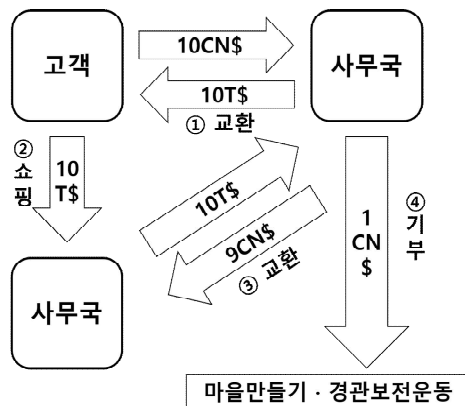 고객
10CN$
10T$
① 교환
사무국
②
쇼
핑
10
T$
10T$
9CN$
③ 교환
1
CN
$
④
기
부
사무국
마을만들기 · 경관보전운동